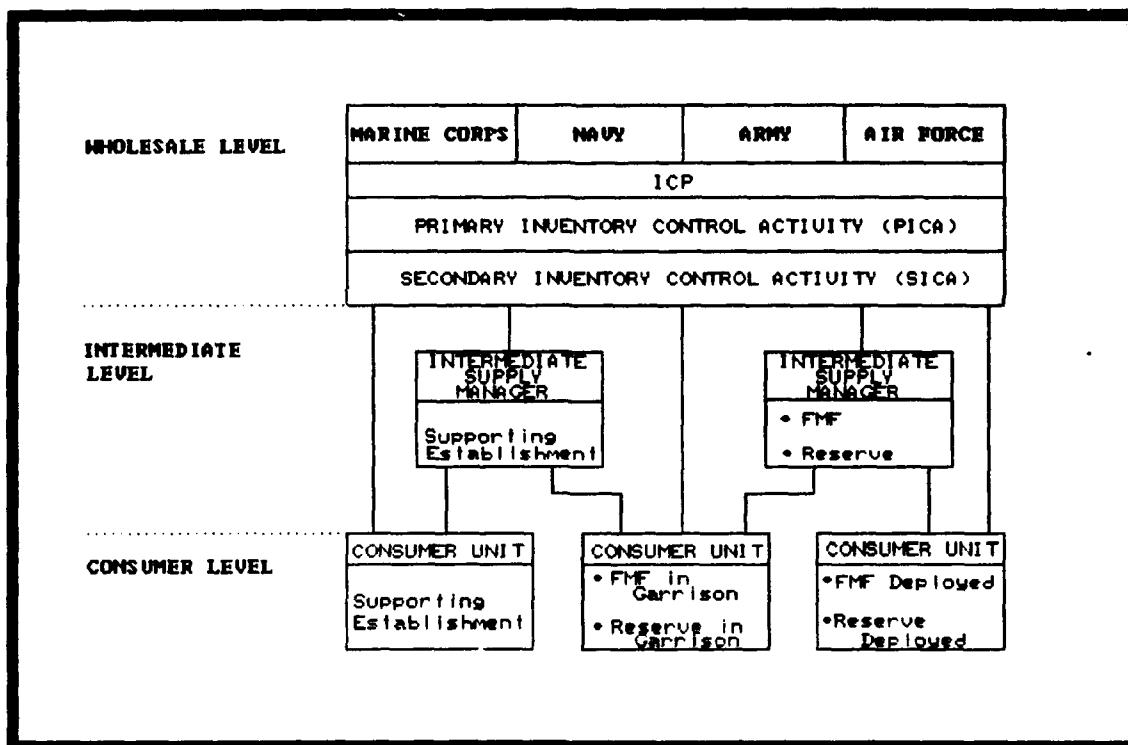 WHOLESALE LEVEL
MARINE CORPS NAVY ARMY AIR FORCE
ICP
PRIMARY INVENTORY CONTROL ACTIVITY (PICA)
SECONDARY INVENTORY CONTROL ACTIVITY (SICA)
INTERMEDIATE
LEVEL
INTERMEDIATE
SUPPLY
MANAGER
Supporting
Establishment
INTERMEDIATE
SUPPLY
MANAGER
• FMF
• Reserve
CONSUMER LEVEL
CONSUMER UNIT
Supporting
Establishment
CONSUMER UNIT
• FMF in
Garrison
• Reserve in
Garrison
CONSUMER UNIT
•FMF Deployed
•Reserve
Deployed